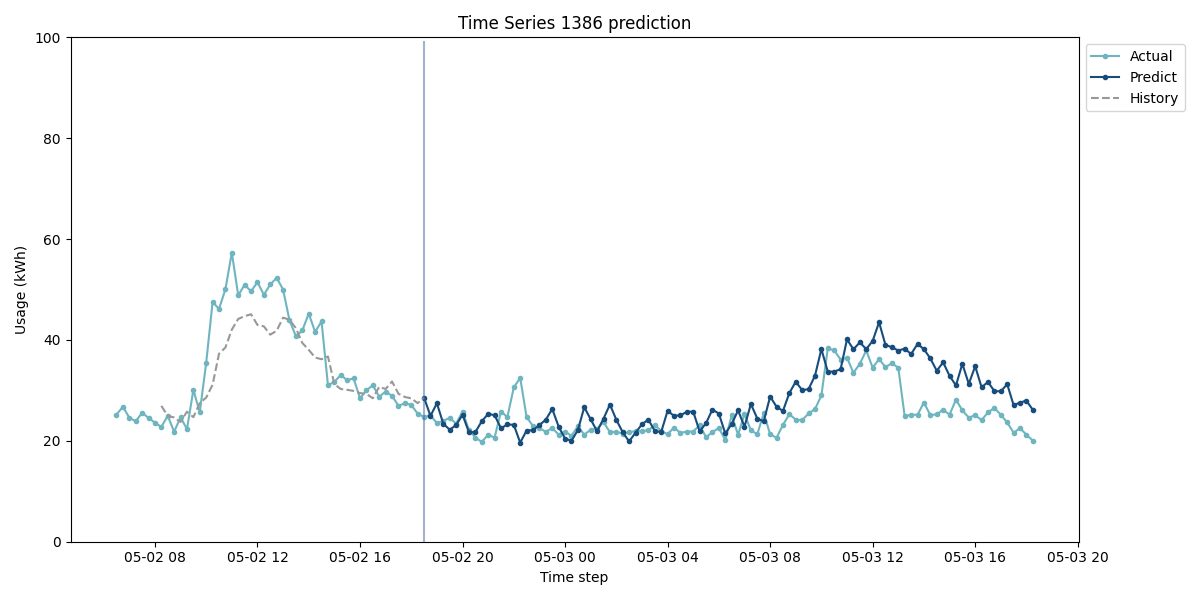 Time Series 1386 prediction
Usage (kWh)
100
80
60
40
20
0
05-02 08
05-02 12
05-02 16
05-02 20
05-03 00
05-03 04
05-03 08
05-03 12
05-03 16
05-03 20
Time step
Actual
Predict
History